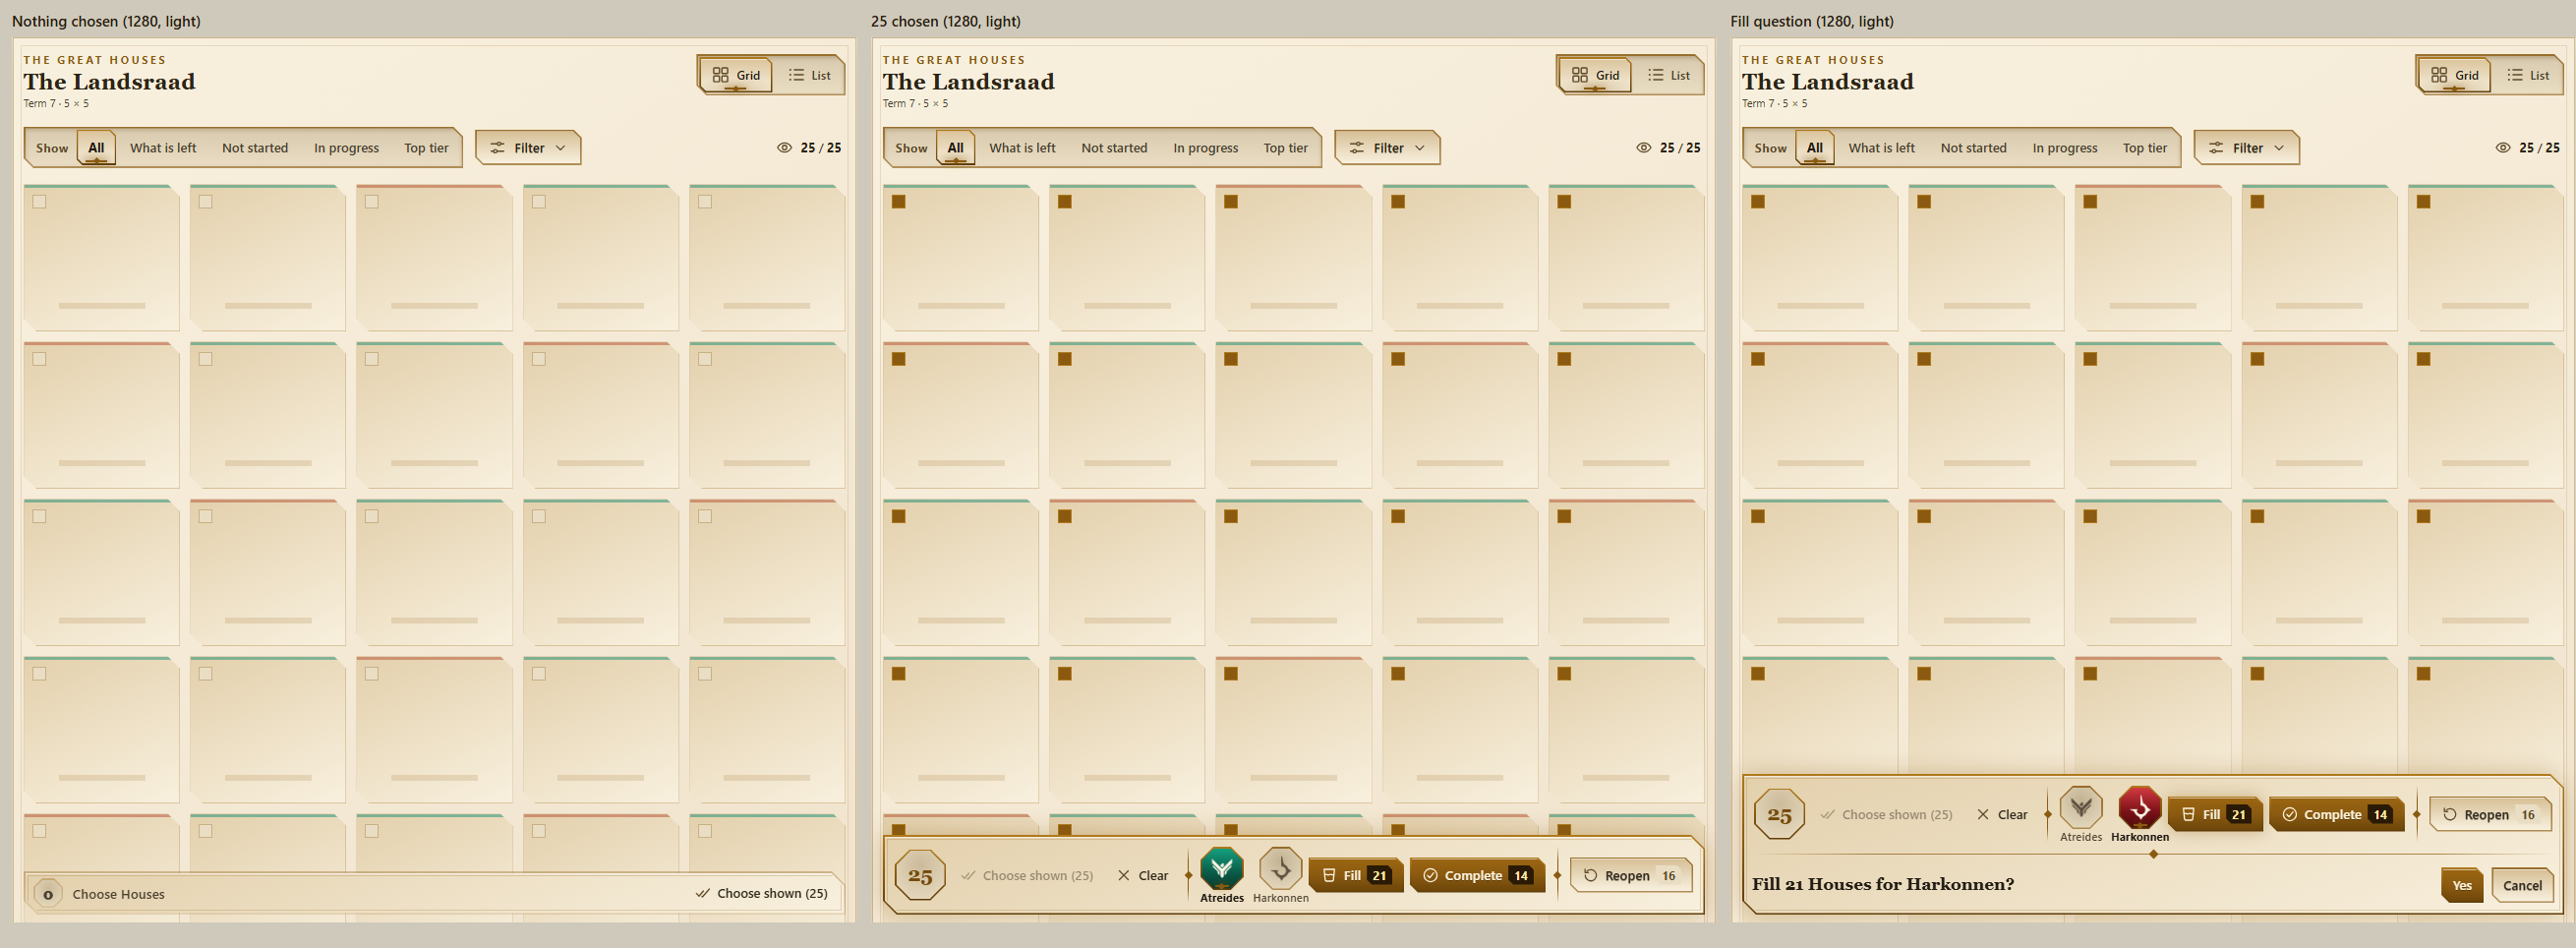 Nothing chosen (1280, light)
THE GREAT HOUSES
The Landsraad
Term 7 · 5 × 5
Grid
List
Show All What is left Not started In progress Top tier
Filter
25 / 25
0 Choose Houses
Choose shown (25)
25 chosen (1280, light)
THE GREAT HOUSES
The Landsraad
Term 7 · 5 × 5
Grid
List
Show All What is left Not started In progress Top tier
Filter
25 / 25
25 Choose shown (25) Clear
Atreides Harkonnen
Fill 21
Complete 14
Reopen 16
Fill question (1280, light)
THE GREAT HOUSES
The Landsraad
Term 7 · 5 × 5
Grid
List
Show All What is left Not started In progress Top tier
Filter
25 / 25
25 Choose shown (25) Clear
Atreides Harkonnen
Fill 21
Complete 14
Reopen 16
Fill 21 Houses for Harkonnen?
Yes
Cancel